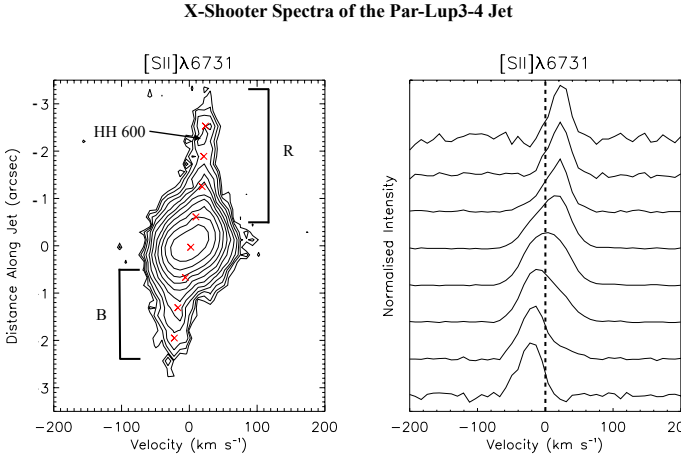 X-Shooter Spectra of the Par-Lup3-4 Jet
[SII]λ6731
[SII]λ6731
Distance Along Jet (arcsec)
-3
-2
-1
0
1
2
3
HH 600
R
B
-200
-100
0
100
200
Velocity (km s⁻¹)
Normalised Intensity
-200
-100
0
100
200
Velocity (km s⁻¹)